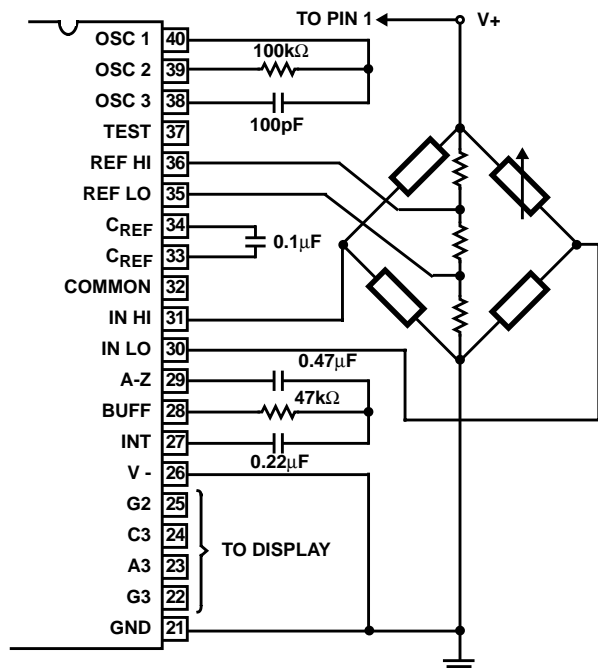 TO PIN 1 V+
OSC 1 40
100kΩ
OSC 2 39
OSC 3 38
100pF
TEST 37
REF HI 36
REF LO 35
CREF 34
0.1μF
CREF 33
COMMON 32
IN HI 31
IN LO 30
0.47μF
A-Z 29
47kΩ
BUFF 28
INT 27
0.22μF
V - 26
G2 25
C3 24
TO DISPLAY
A3 23
G3 22
GND 21